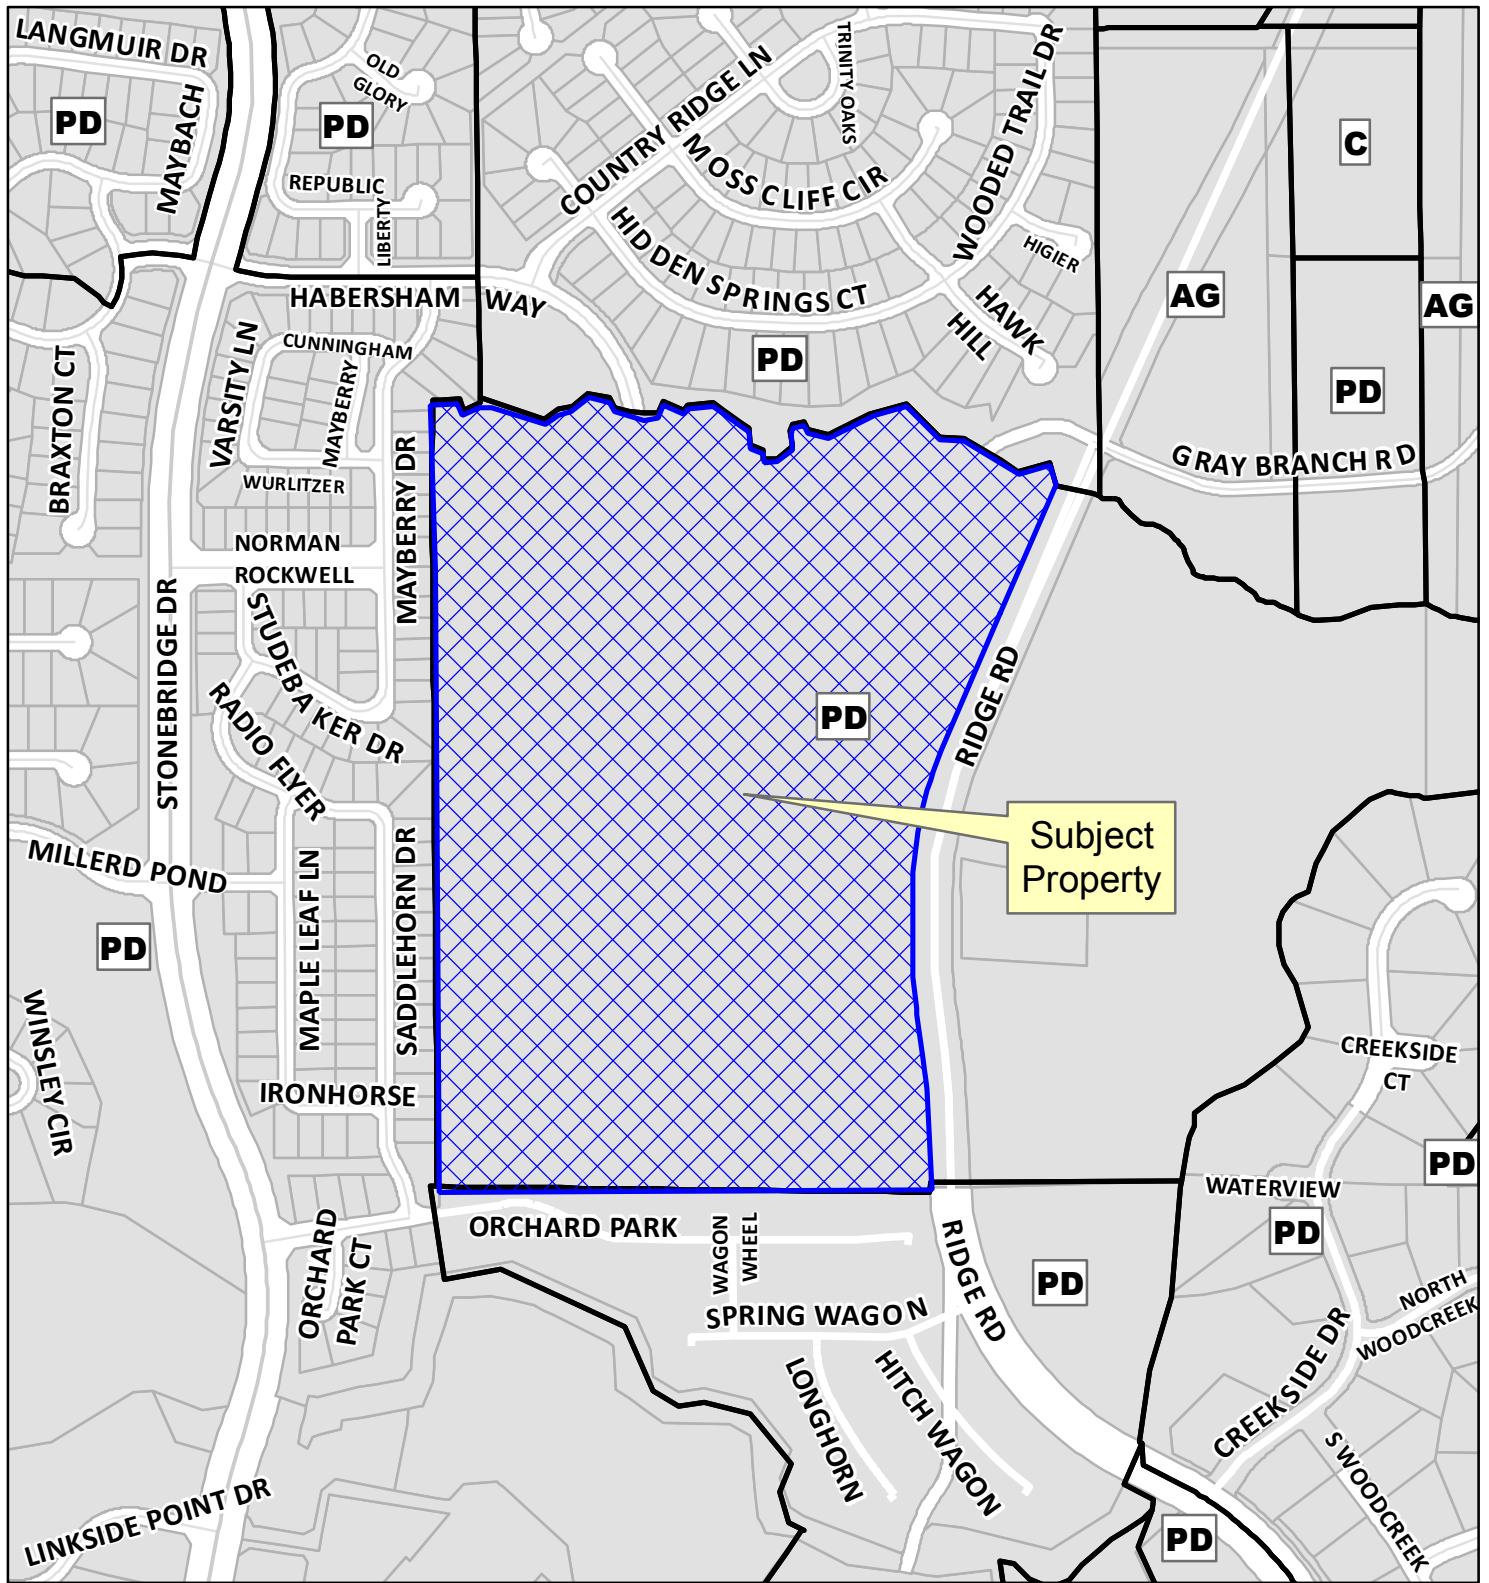 LANGMUIR DR
MAYBACH
PD
OLD
GLORY
PD
REPUBLIC
LIBERTY
COUNTRY RIDGE LN
TRINITY OAKS
WOODED TRAIL DR
MOSS CLIFF CIR
HIDDEN SPRINGS CT
HIGIER
HAWK
HILL
PD
C
AG
AG
PD
GRAY BRANCH RD
HABERSHAM WAY
VARSITY LN
CUNNINGHAM
MAYBERRY
WURLITZER
BRAXTON CT
MAYBERRY DR
NORMAN
ROCKWELL
STONEBRIDGE DR
STUDEBAKER DR
RADIO FLYER
PD
RIDGE RD
Subject
Property
MILLERD POND
MAPLE LEAF LN
SADDLEHORN DR
PD
WINSLEY CIR
IRONHORSE
CREEKSIDE
CT
PD
WATERVIEW
PD
ORCHARD PARK
WAGON
WHEEL
ORCHARD
PARK CT
RIDGE RD
PD
SPRING WAGON
NORTH
WOODCREEK
CREEKSIDE DR
LONGHORN
HITCH WAGON
S WOODCREEK
LINKSIDE POINT DR
PD